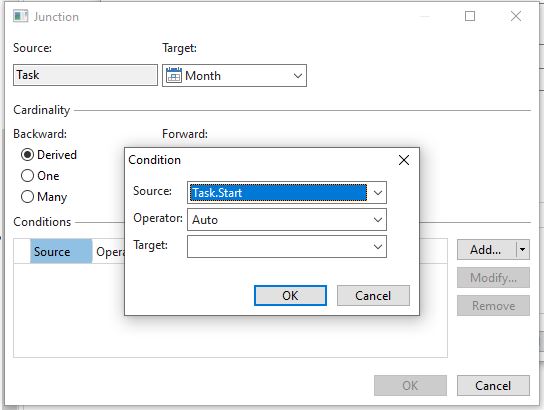 Junction
Source:
Target:
Task
Month
Cardinality
Backward:
Forward:
Derived
One
Many
Condition
Source:
Task.Start
Operator:
Auto
Target:
OK
Cancel
Conditions
Source
Opera
Add...
Modify...
Remove
OK
Cancel